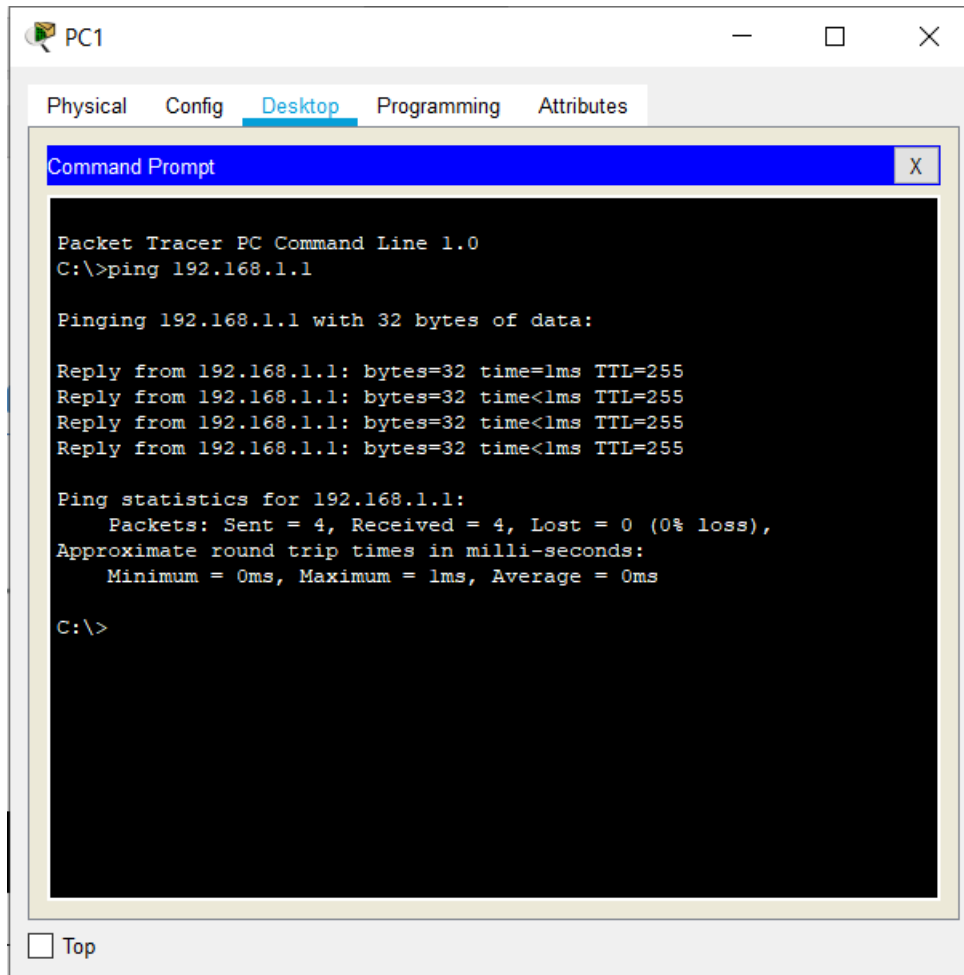 PC1
Physical Config Desktop Programming Attributes
Command Prompt
X
Packet Tracer PC Command Line 1.0
C:\>ping 192.168.1.1
Pinging 192.168.1.1 with 32 bytes of data:
Reply from 192.168.1.1: bytes=32 time=1ms TTL=255
Reply from 192.168.1.1: bytes=32 time<1ms TTL=255
Reply from 192.168.1.1: bytes=32 time<1ms TTL=255
Reply from 192.168.1.1: bytes=32 time<1ms TTL=255
Ping statistics for 192.168.1.1:
Packets: Sent = 4, Received = 4, Lost = 0 (0% loss),
Approximate round trip times in milli-seconds:
Minimum = 0ms, Maximum = 1ms, Average = 0ms
C:\>
Top